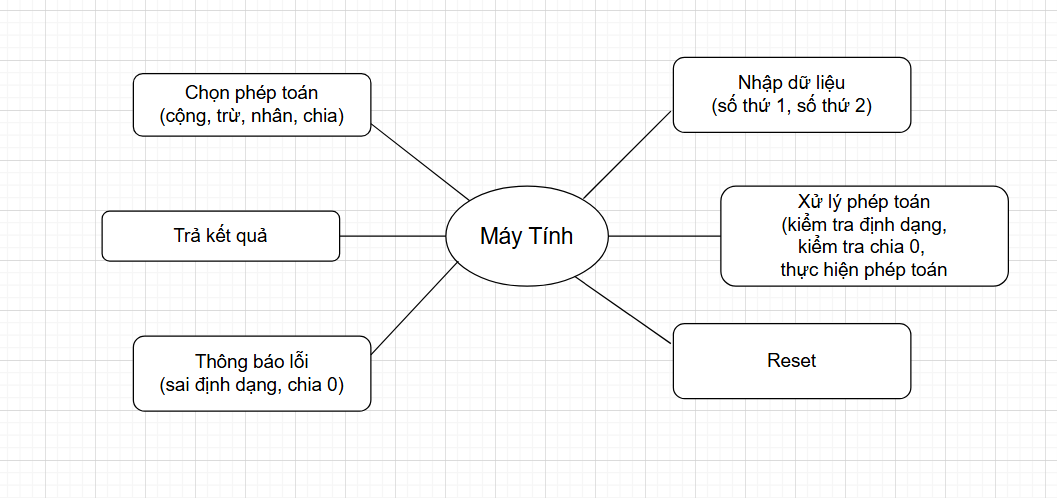 Chọn phép toán
(cộng, trừ, nhân, chia)
Trả kết quả
Thông báo lỗi
(sai định dạng, chia 0)
Máy Tính
Nhập dữ liệu
(số thứ 1, số thứ 2)
Xử lý phép toán
(kiểm tra định dạng,
kiểm tra chia 0,
thực hiện phép toán
Reset